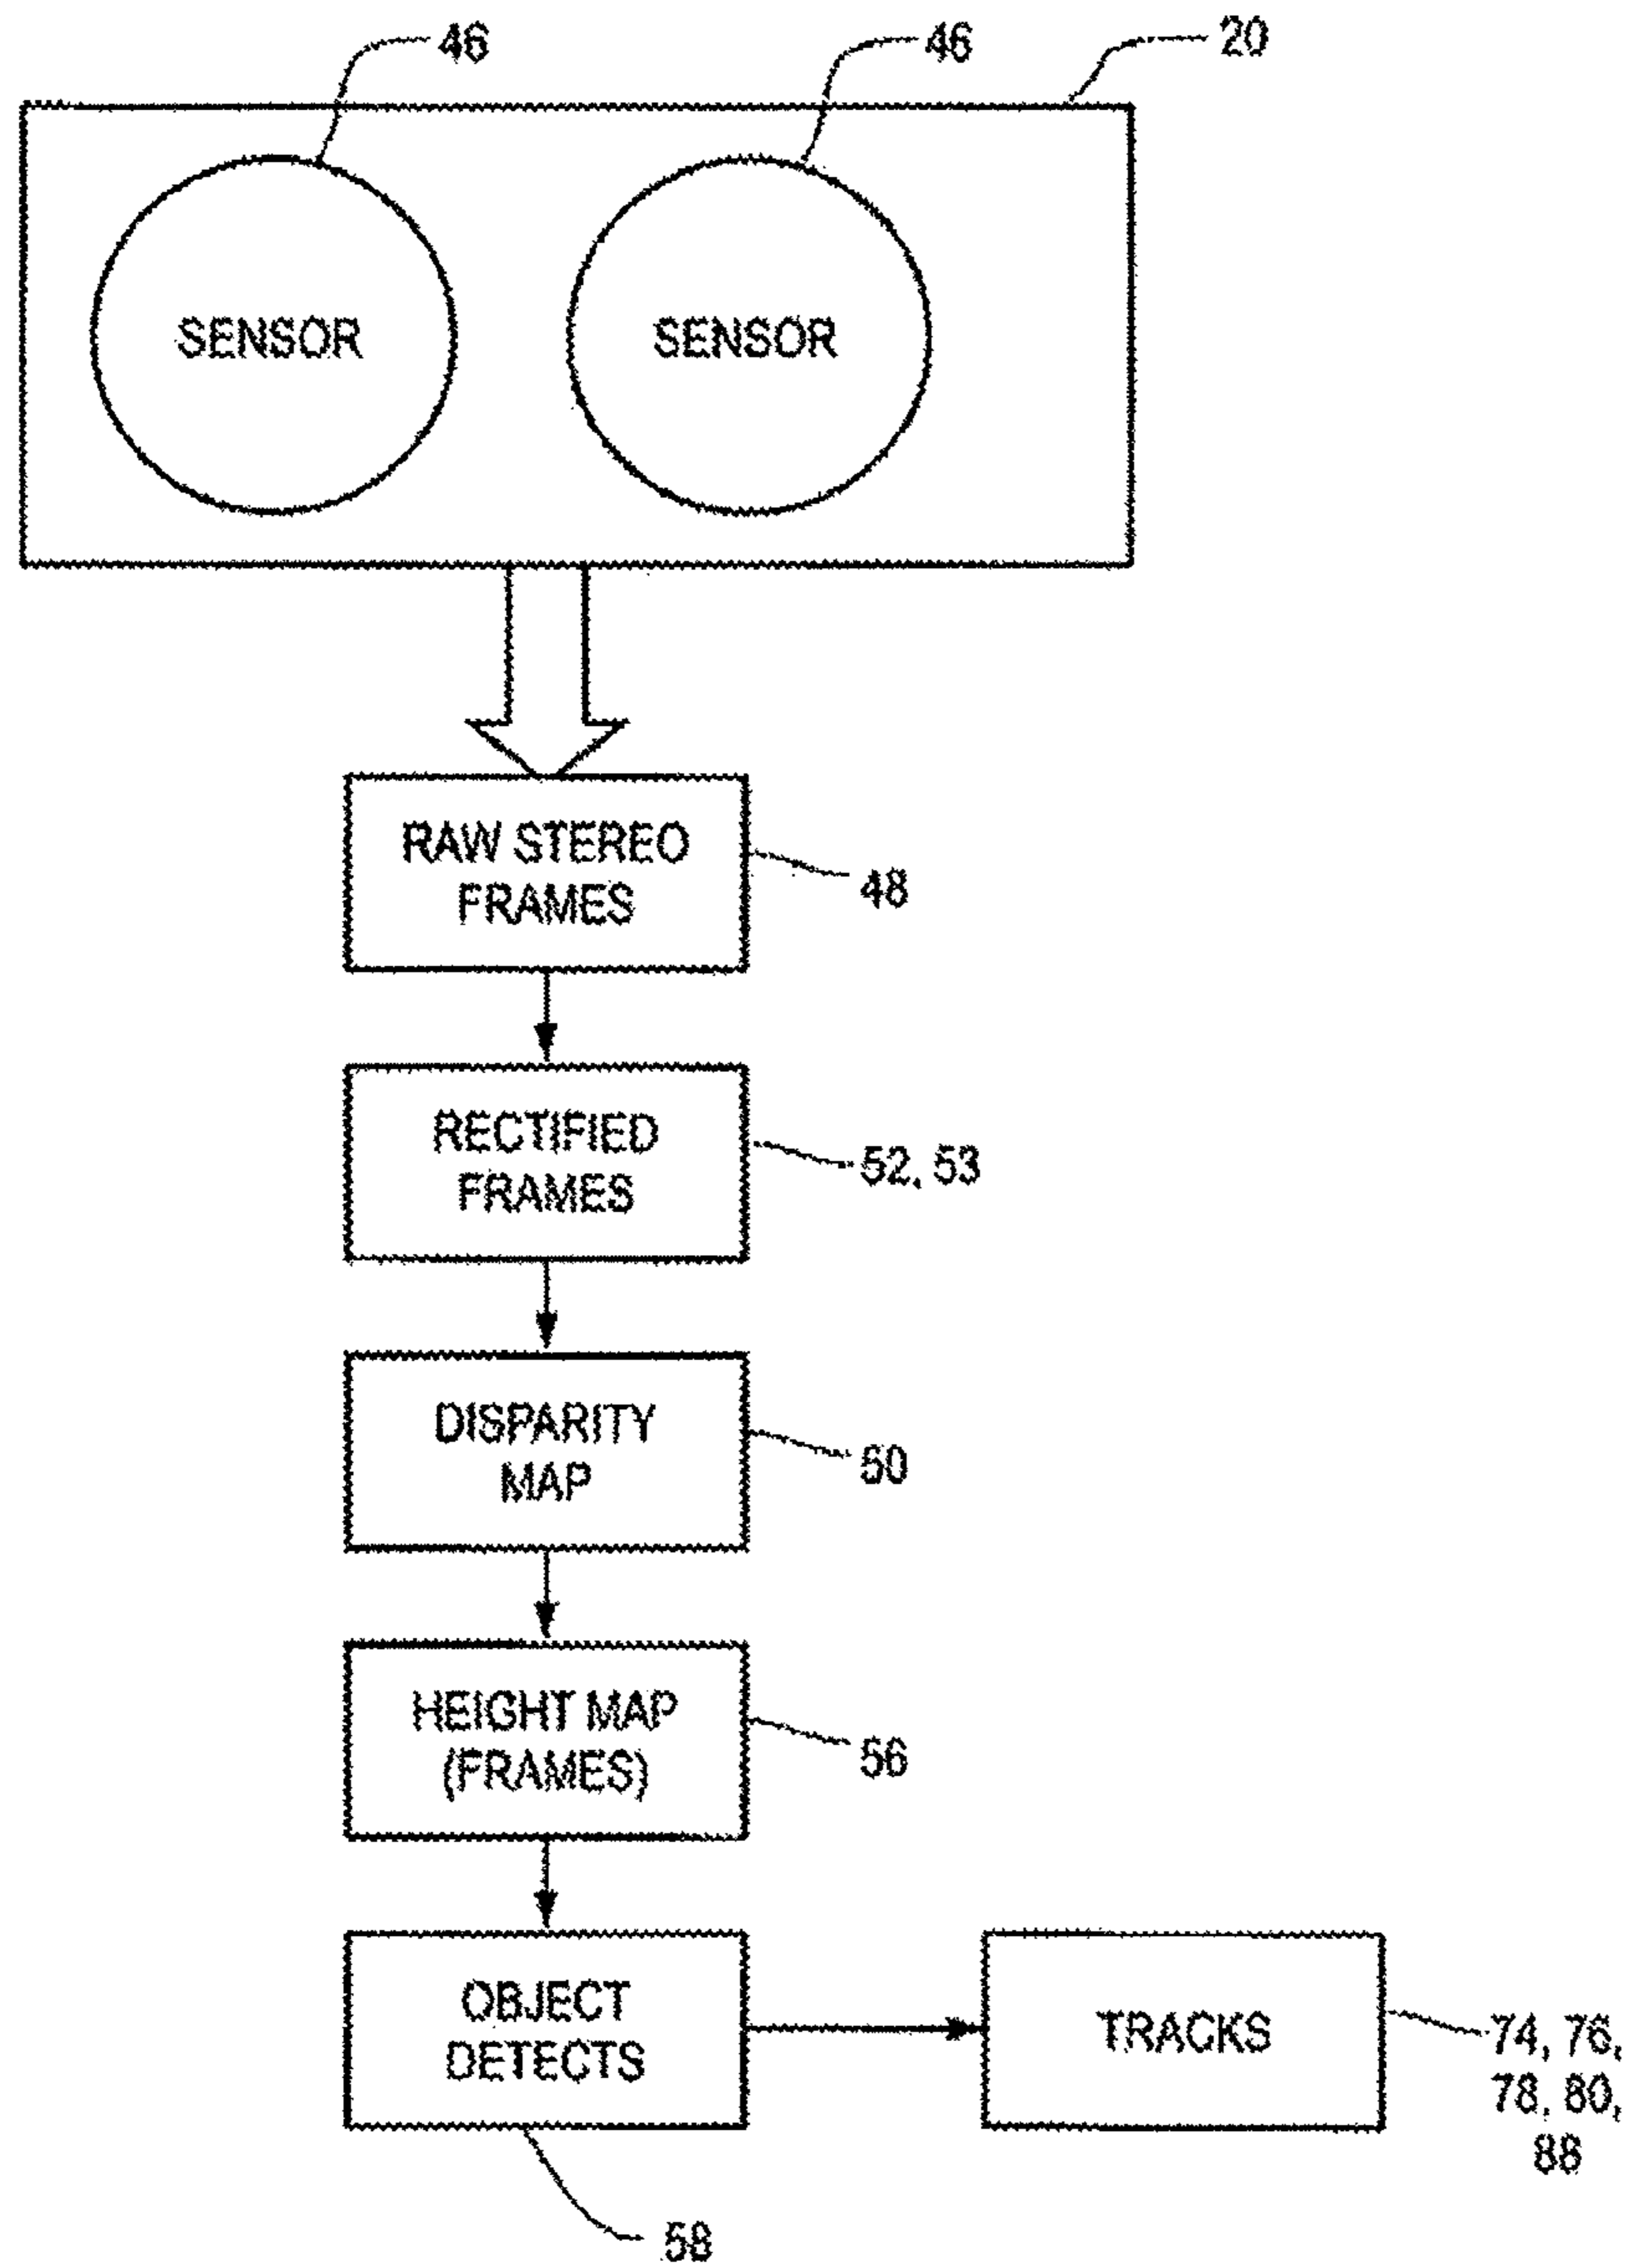 46
46
20
SENSOR
SENSOR
RAW STEREO
FRAMES
48
RECTIFIED
FRAMES
52, 53
DISPARITY
MAP
50
HEIGHT MAP
(FRAMES)
56
OBJECT
DETECTS
TRACKS
74, 76,
78, 80,
88
58